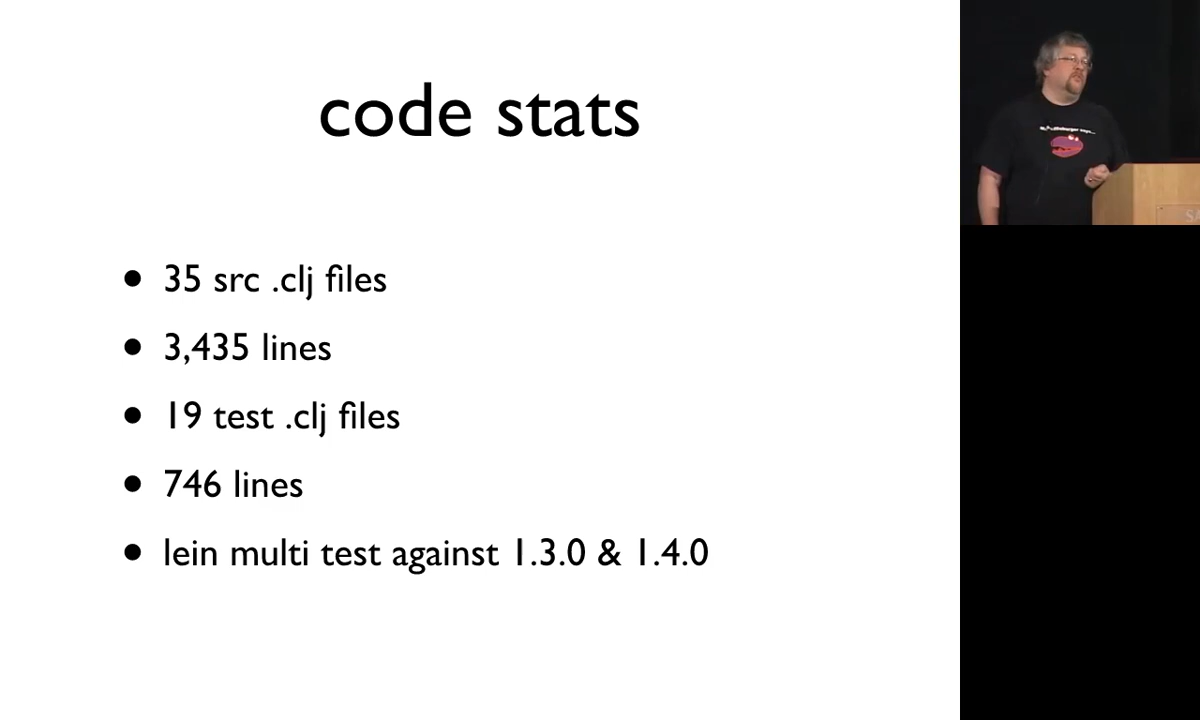 code stats
• 35 src .clj files
• 3,435 lines
• 19 test .clj files
• 746 lines
• lein multi test against 1.3.0 & 1.4.0
SA